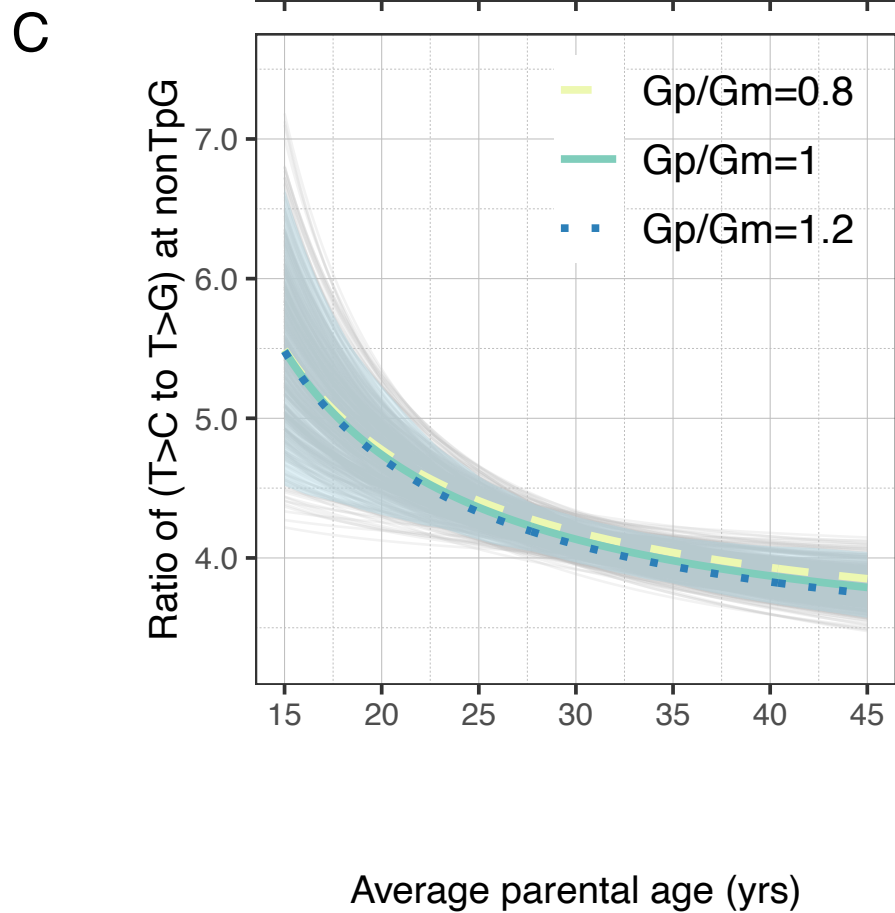 C
Ratio of (T>C to T>G) at nonTpG
7.0
6.0
5.0
4.0
Gp/Gm=0.8
Gp/Gm=1
Gp/Gm=1.2
15 20 25 30 35 40 45
Average parental age (yrs)